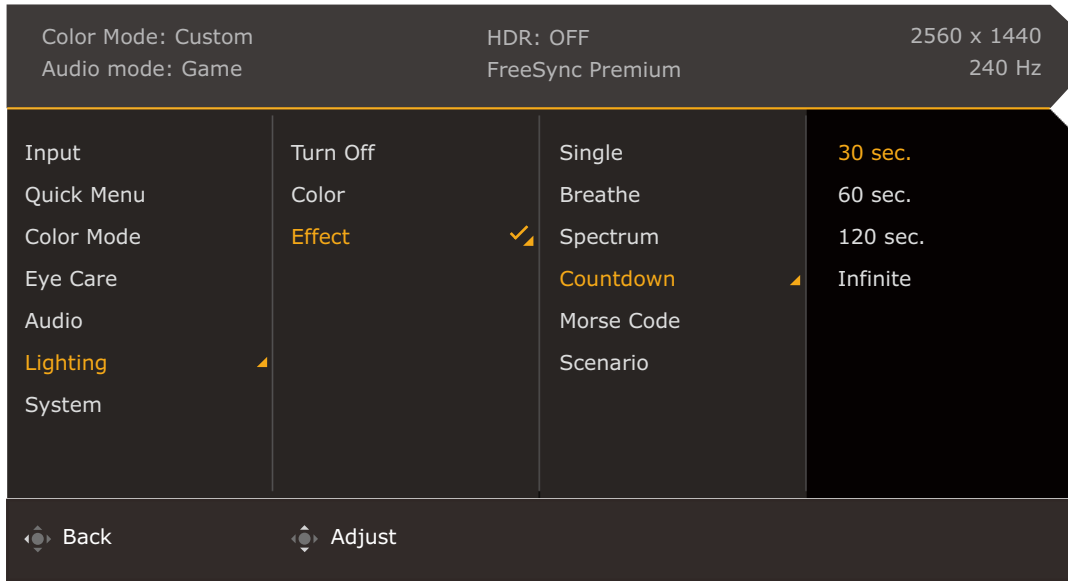 Color Mode: Custom
HDR: OFF
2560 x 1440
Audio mode: Game
FreeSync Premium
240 Hz
Input
Quick Menu
Color Mode
Eye Care
Audio
Lighting
System
Turn Off
Color
Effect
Single
Breathe
Spectrum
Countdown
Morse Code
Scenario
30 sec.
60 sec.
120 sec.
Infinite
Back
Adjust